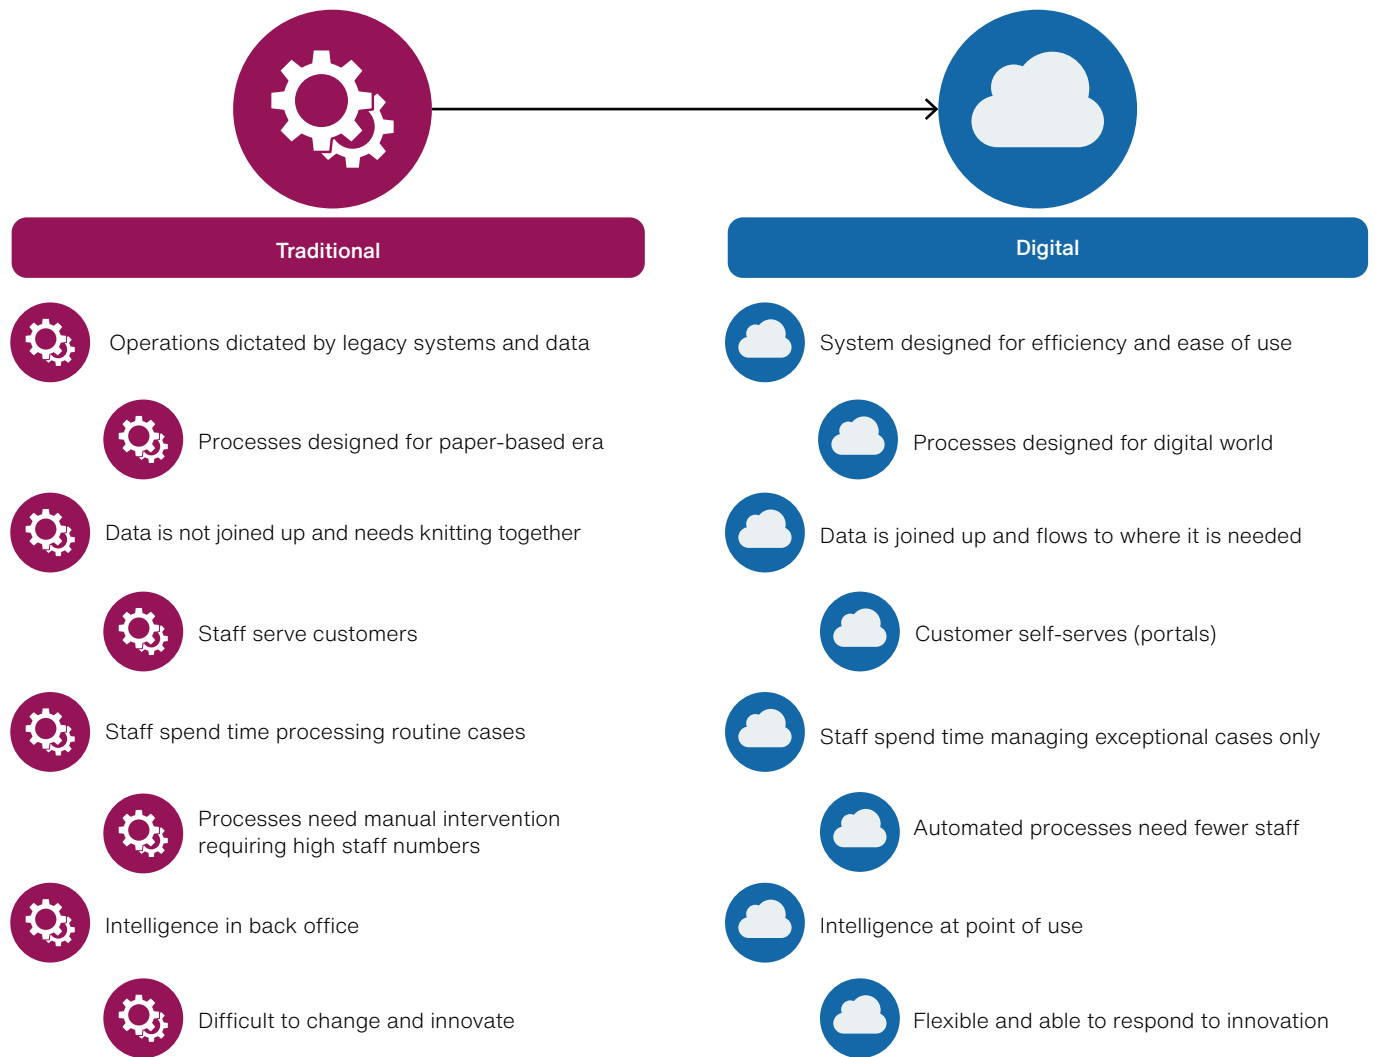 Traditional
Operations dictated by legacy systems and data
Processes designed for paper-based era
Data is not joined up and needs knitting together
Staff serve customers
Staff spend time processing routine cases
Processes need manual intervention
requiring high staff numbers
Intelligence in back office
Difficult to change and innovate
Digital
System designed for efficiency and ease of use
Processes designed for digital world
Data is joined up and flows to where it is needed
Customer self-serves (portals)
Staff spend time managing exceptional cases only
Automated processes need fewer staff
Intelligence at point of use
Flexible and able to respond to innovation